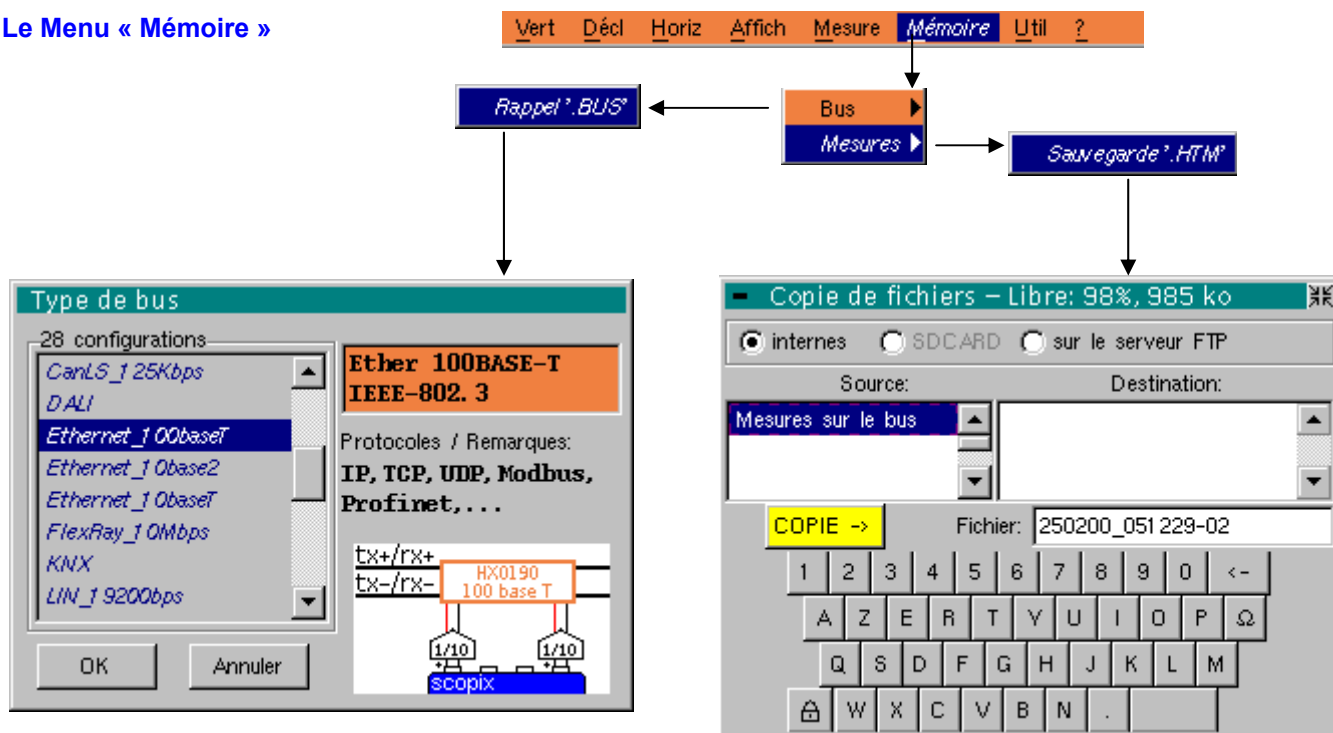 Le Menu « Mémoire »
Vert Décl Horiz Affich Mesure Mémoire Util ?
Rappel '.BUS'
Bus
Mesures
Sauvegarde '.HTM'
Type de bus
28 configurations
CanLS_125Kbps
DALI
Ethernet_100baseT
Ethernet_10base2
Ethernet_10baseT
FlexRay_10Mbps
KNX
LIN_19200bps
Ether 100BASE-T
IEEE-802.3
Protocoles / Remarques:
IP, TCP, UDP, Modbus,
Profinet,...
tx+/rx+
tx-/rx-
HX0190
100 base T
1/10 1/10
scopix
OK Annuler
Copie de fichiers – Libre: 98%, 985 ko
internes SDCARD sur le serveur FTP
Source: Destination:
Mesures sur le bus
COPIE -> Fichier: 250200_051229-02
1 2 3 4 5 6 7 8 9 0 <-
A Z E R T Y U I O P Ω
Q S D F G H J K L M
W X C V B N .